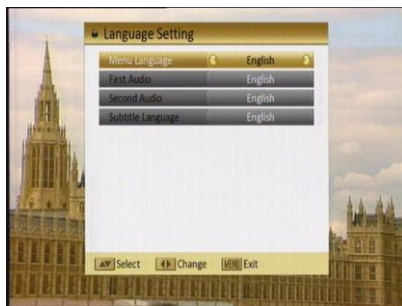 Language Setting
Menu Language English
First Audio English
Second Audio English
Subtitle Language English
Select Change MENU Exit